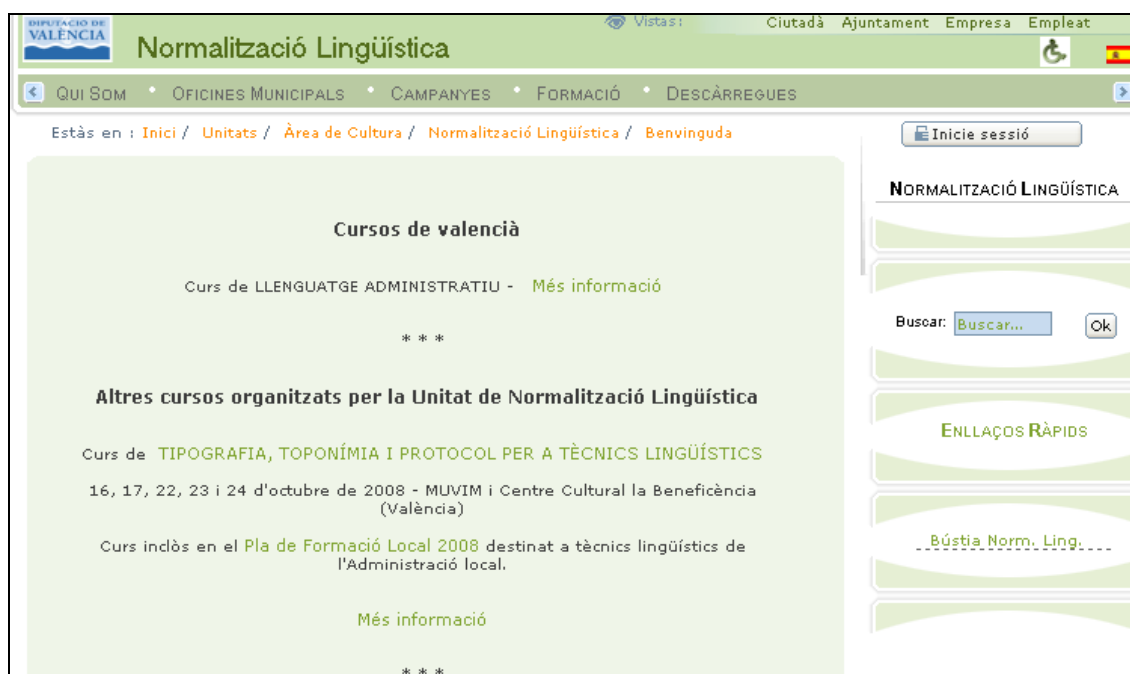 DIPUTACIÓ DE
VALÈNCIA
Vistas: Ciutadà Ajuntament Empresa Empleat
Normalització Lingüística
QUI SOM • OFICINES MUNICIPALS • CAMPANYES • FORMACIÓ • DESCÀRREGUES
Estàs en : Inici / Unitats / Àrea de Cultura / Normalització Lingüística / Benvinguda
Inicie sessió
NORMALITZACIÓ LINGÜÍSTICA
Cursos de valencià
Curs de LLENGUATGE ADMINISTRATIU - Més informació
* * *
Altres cursos organitzats per la Unitat de Normalització Lingüística
Curs de TIPOGRAFIA, TOPONÍMIA I PROTOCOL PER A TÈCNICS LINGÜÍSTICS
16, 17, 22, 23 i 24 d'octubre de 2008 - MUVIM i Centre Cultural la Beneficència
(València)
Curs inclòs en el Pla de Formació Local 2008 destinat a tècnics lingüístics de
l'Administració local.
Més informació
* * *
Buscar: Buscar... Ok
ENLLAÇOS RÀPIDS
Bústia Norm. Ling.